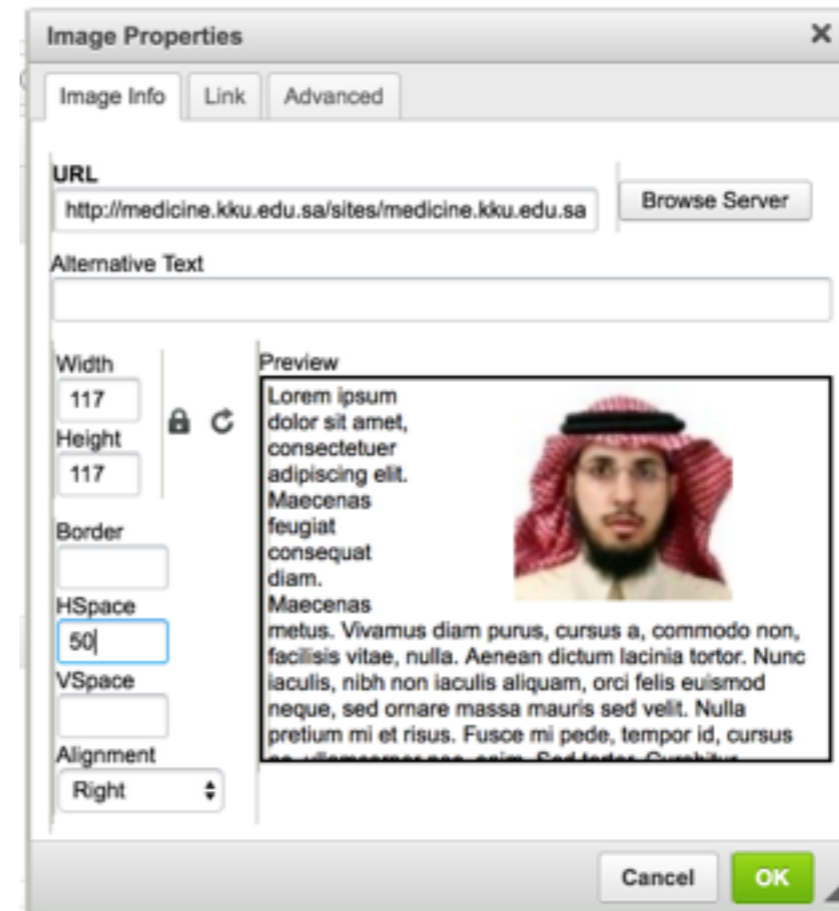 Image Properties
Image Info
Link
Advanced
URL
http://medicine.kku.edu.sa/sites/medicine.kku.edu.sa
Browse Server
Alternative Text
Width
117
Height
117
Border
HSpace
50
VSpace
Alignment
Right
Preview
Lorem ipsum
dolor sit amet,
consectetuer
adipiscing elit.
Maecenas
feugiat
consequat
diam.
Maecenas
metus. Vivamus diam purus, cursus a, commodo non,
facilisis vitae, nulla. Aenean dictum lacinia tortor. Nunc
iaculis, nibh non iaculis aliquam, orci felis euismod
neque, sed ornare massa mauris sed velit. Nulla
pretium mi et risus. Fusce mi pede, tempor id, cursus
Cancel
OK